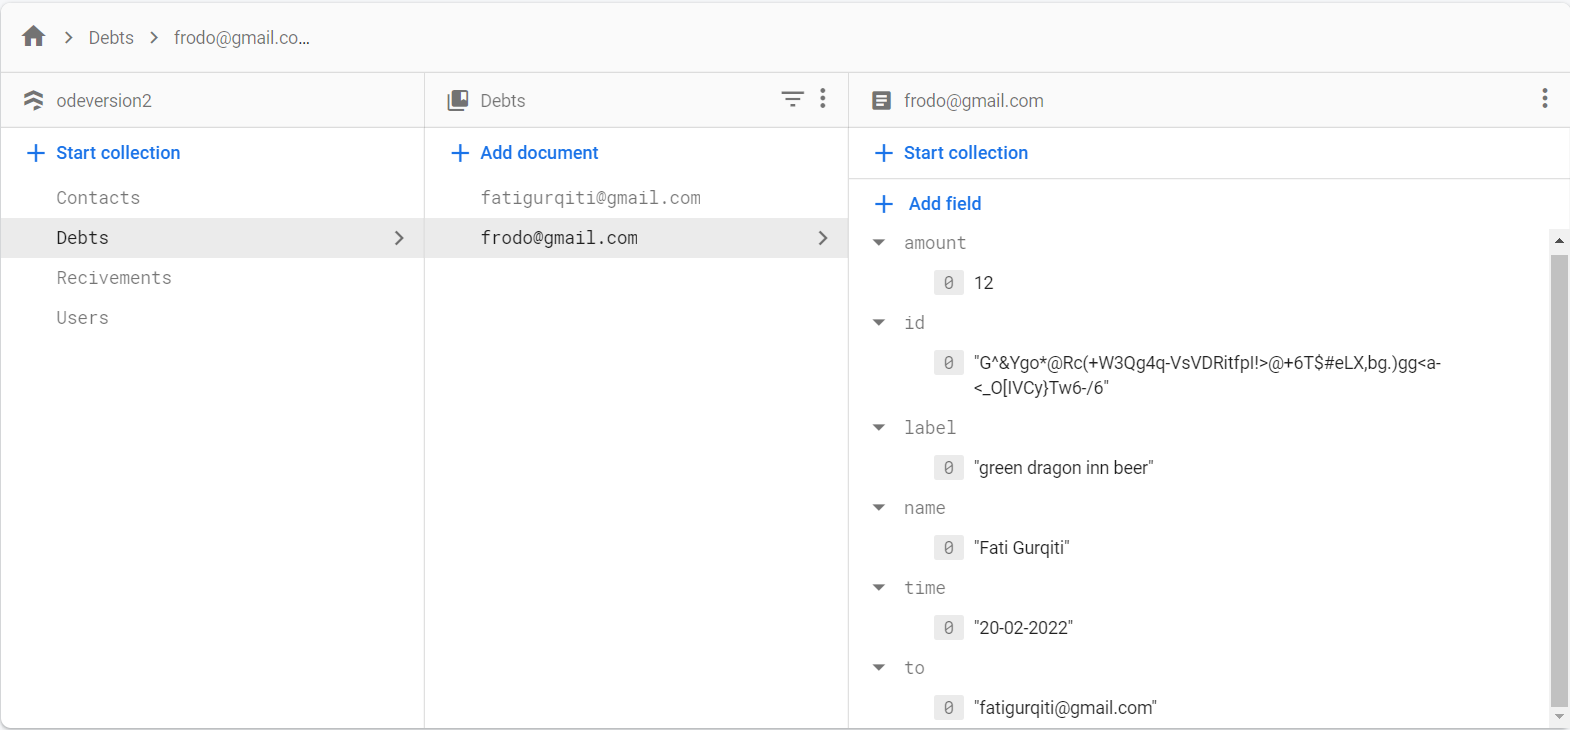 Debts
frodo@gmail.co...
odeversion2
Start collection
Contacts
Debts
Recivements
Users
Debts
Add document
fatigurqiti@gmail.com
frodo@gmail.com
frodo@gmail.com
Start collection
Add field
amount
0 12
id
0 "G^&Ygo*@Rc(+W3Qg4q-VsVDRitfpI!>@+6T$#eLX,bg.)gg<a-
<_O[IVCy}Tw6-/6"
label
0 "green dragon inn beer"
name
0 "Fati Gurqiti"
time
0 "20-02-2022"
to
0 "fatigurqiti@gmail.com"